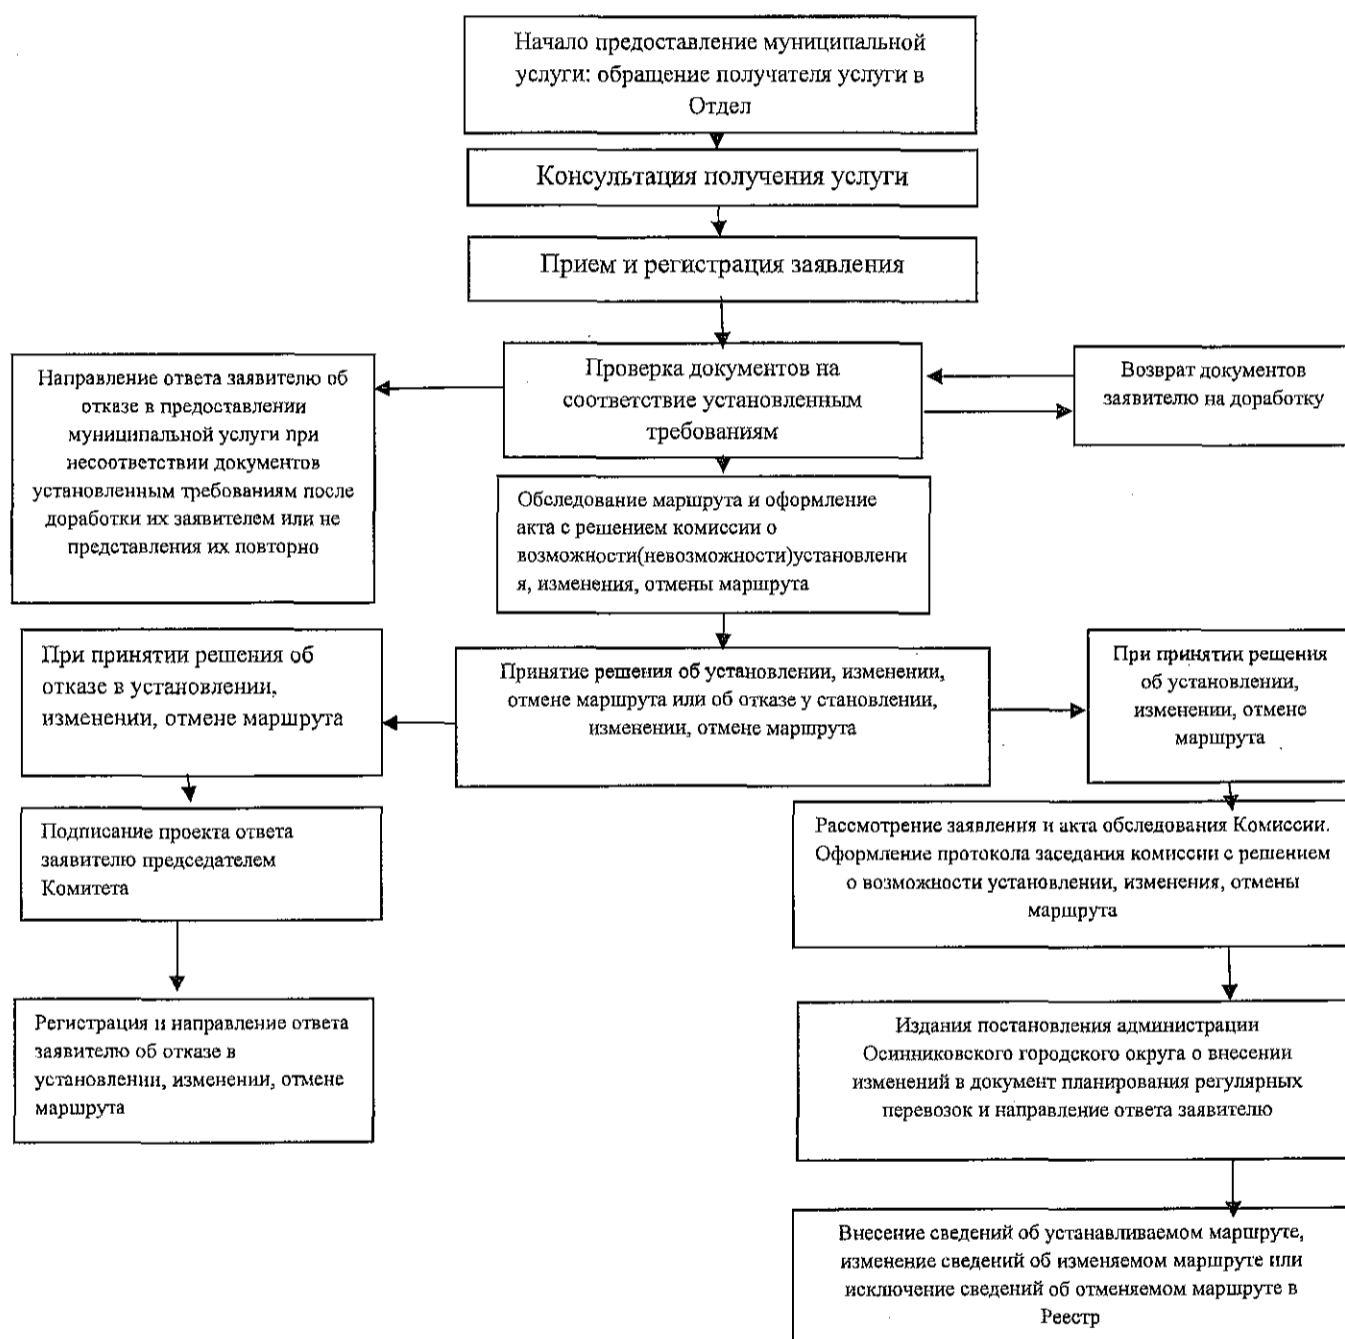 Начало предоставление муниципальной
услуги: обращение получателя услуги в
Отдел
Консультация получения услуги
Прием и регистрация заявления
Проверка документов на
соответствие установленным
требованиям
Возврат документов
заявителю на доработку
Направление ответа заявителю об
отказе в предоставлении
муниципальной услуги при
несоответствии документов
установленным требованиям после
доработки их заявителем или не
представления их повторно
Обследование маршрута и оформление
акта с решением комиссии о
возможности(невозможности)установлени
я, изменения, отмены маршрута
При принятии решения об
отказе в установлении,
изменении, отмене маршрута
Принятие решения об установлении, изменении,
отмене маршрута или об отказе у становлении,
изменении, отмене маршрута
При принятии решения
об установлении,
изменении, отмене
маршрута
Подписание проекта ответа
заявителю председателем
Комитета
Рассмотрение заявления и акта обследования Комиссии.
Оформление протокола заседания комиссии с решением
о возможности установлении, изменения, отмены
маршрута
Регистрация и направление ответа
заявителю об отказе в
установлении, изменении, отмене
маршрута
Издания постановления администрации
Осинниковского городского округа о внесении
изменений в документ планирования регулярных
перевозок и направление ответа заявителю
Внесение сведений об устанавливаемом маршруте,
изменение сведений об изменяемом маршруте или
исключение сведений об отменяемом маршруте в
Реестр